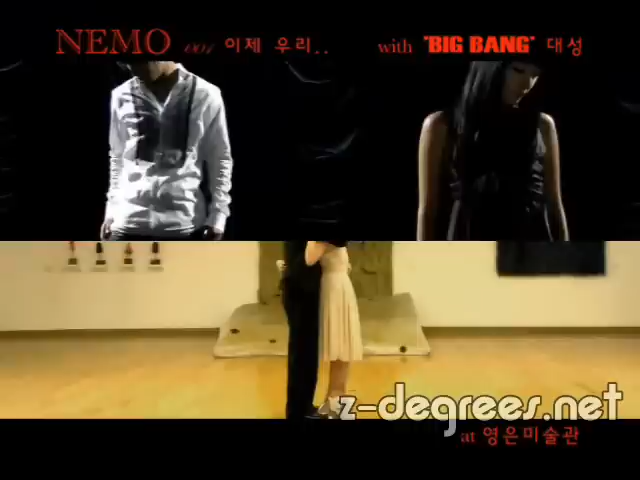 NEMO 001 이제 우리.. with "BIG BANG" 대성
z-degrees.net
at 영은미술관